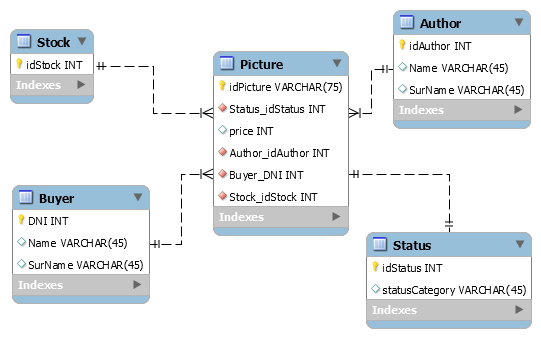 Stock
idStock INT
Indexes
Picture
idPicture VARCHAR(75)
Status_idStatus INT
price INT
Author_idAuthor INT
Buyer_DNI INT
Stock_idStock INT
Indexes
Author
idAuthor INT
Name VARCHAR(45)
SurName VARCHAR(45)
Indexes
Buyer
DNI INT
Name VARCHAR(45)
SurName VARCHAR(45)
Indexes
Status
idStatus INT
statusCategory VARCHAR(45)
Indexes